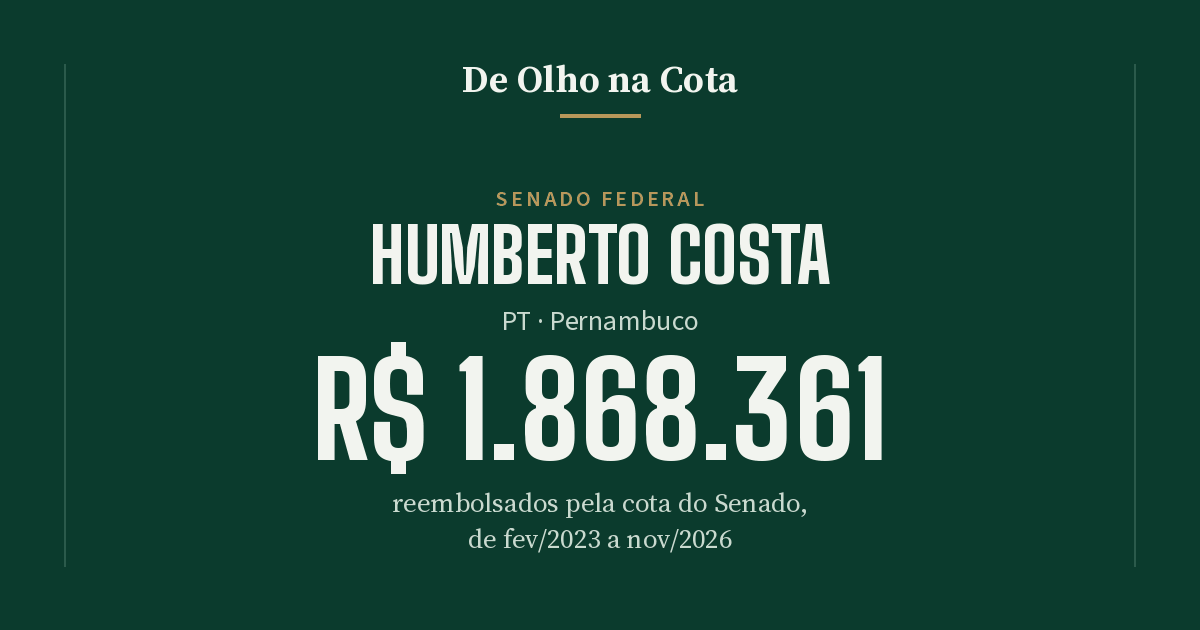 De Olho na Cota
SENADO FEDERAL
HUMBERTO COSTA
PT · Pernambuco
R$ 1.868.361
reembolsados pela cota do Senado,
de fev/2023 a nov/2026